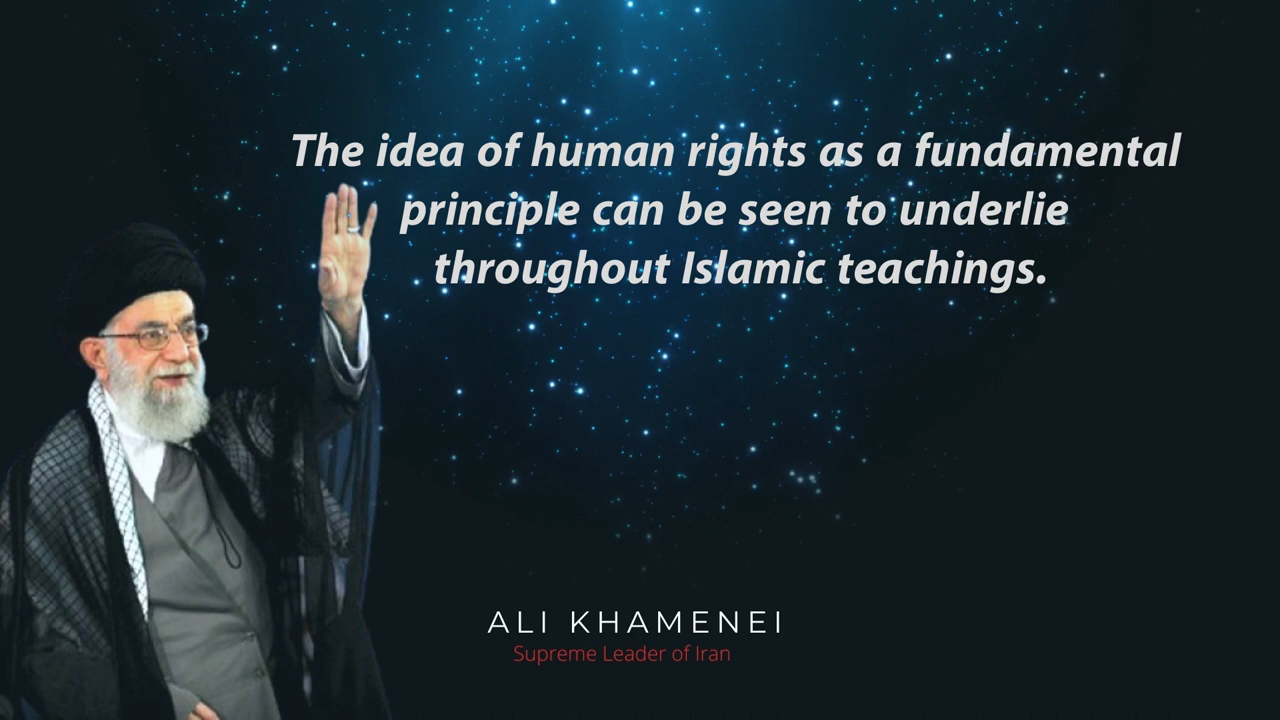 The idea of human rights as a fundamental
principle can be seen to underlie
throughout Islamic teachings.
ALI KHAMENEI
Supreme Leader of Iran